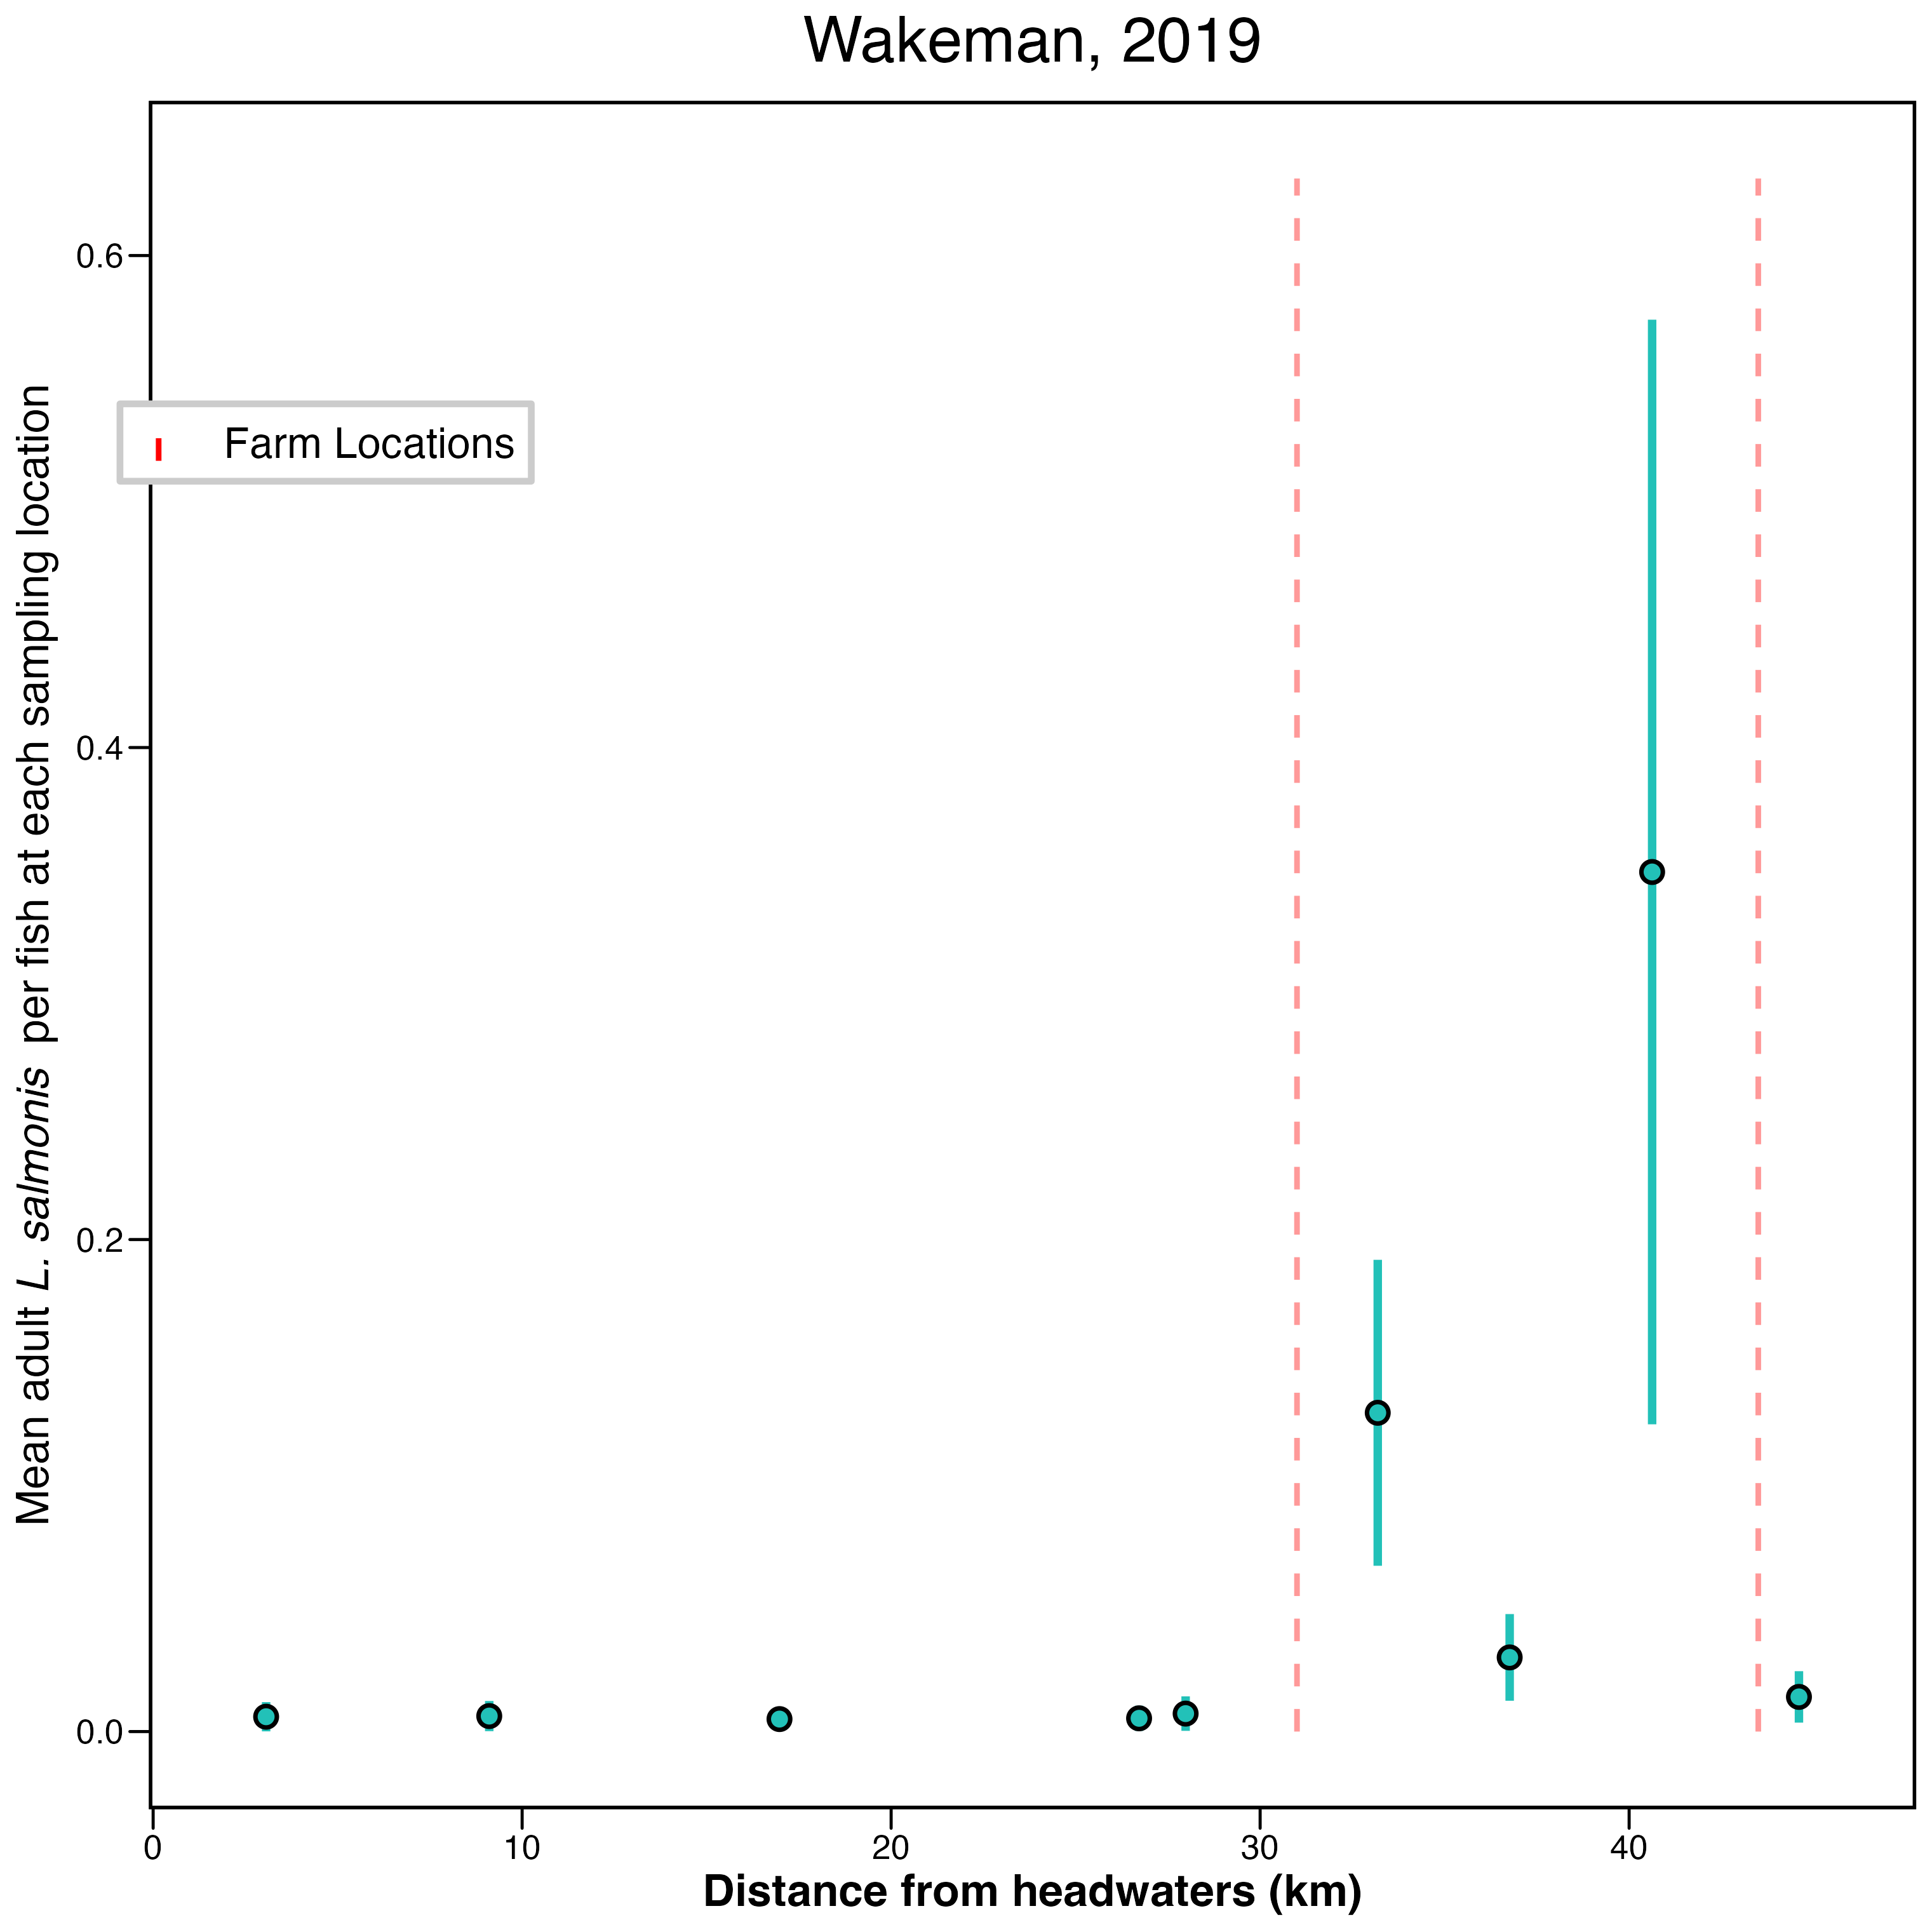 Wakeman, 2019
Mean adult L. salmonis per fish at each sampling location
0.6
0.4
0.2
0.0
Farm Locations
0 10 20 30 40
Distance from headwaters (km)